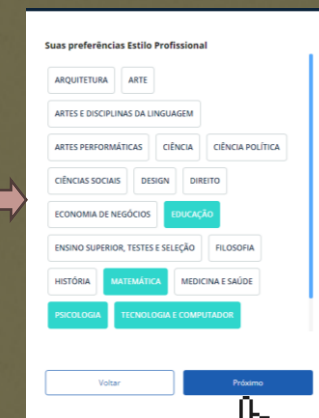 Suas preferências Estilo Profissional
ARQUITETURA ARTE
ARTES E DISCIPLINAS DA LINGUAGEM
ARTES PERFORMÁTICAS CIÊNCIA CIÊNCIA POLÍTICA
CIÊNCIAS SOCIAIS DESIGN DIREITO
ECONOMIA DE NEGÓCIOS EDUCAÇÃO
ENSINO SUPERIOR, TESTES E SELEÇÃO FILOSOFIA
HISTÓRIA MATEMÁTICA MEDICINA E SAÚDE
PSICOLOGIA TECNOLOGIA E COMPUTADOR
Voltar Próximo